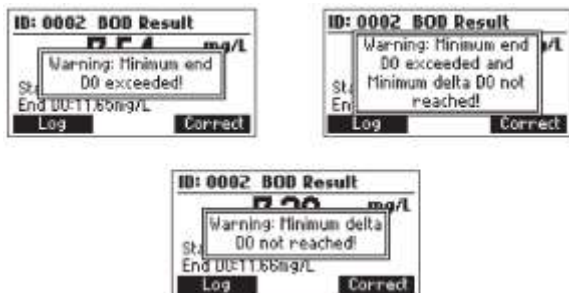 ID: 0002 BOD Result
mg/L
Warning: Minimum end
DO exceeded!
End DO:11.65mg/L
Log Correct
ID: 0002 BOD Result
Warning: Minimum end
DO exceeded and
Minimum delta DO not
reached!
Log Correct
ID: 0002 BOD Result
mg/L
Warning: Minimum delta
DO not reached!
End DO:11.66mg/L
Log Correct